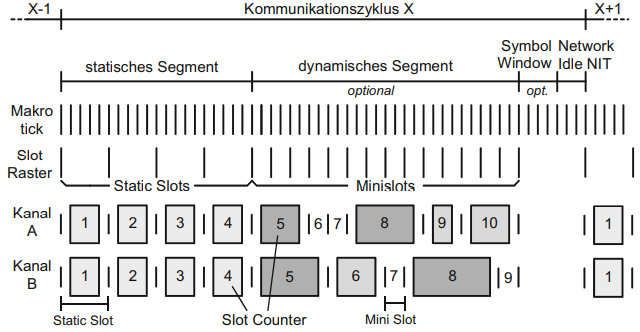 X-1 Kommunikationszyklus X X+1
statisches Segment dynamisches Segment Symbol Window Network Idle NIT
optional opt.
Makro tick
Slot Raster
Static Slots Minislots
Kanal A 1 2 3 4 5 6 7 8 9 10 1
Kanal B 1 2 3 4 5 6 7 8 9 1
Static Slot Slot Counter Mini Slot